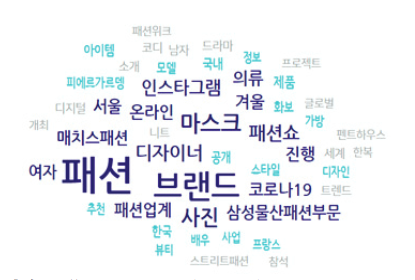 패션워크
아이템 코디 남자 드라마
소개 모델 국내 정보 프로젝트
피에르가르뎅 인스타그램 의류 제품
디지털 서울 온라인 겨울 화보 글로벌
개최 니트 마스크 패션쇼 가방
매치스패션 펜트하우스
디자이너 공개 진행 세계 한복
여자 패션 브랜드 스타일 디자인
코로나19 트렌드
추천 패션업계 사진 삼성물산패션부문
한국
뷰티 배우 사업 프랑스
스트리트패션 참석